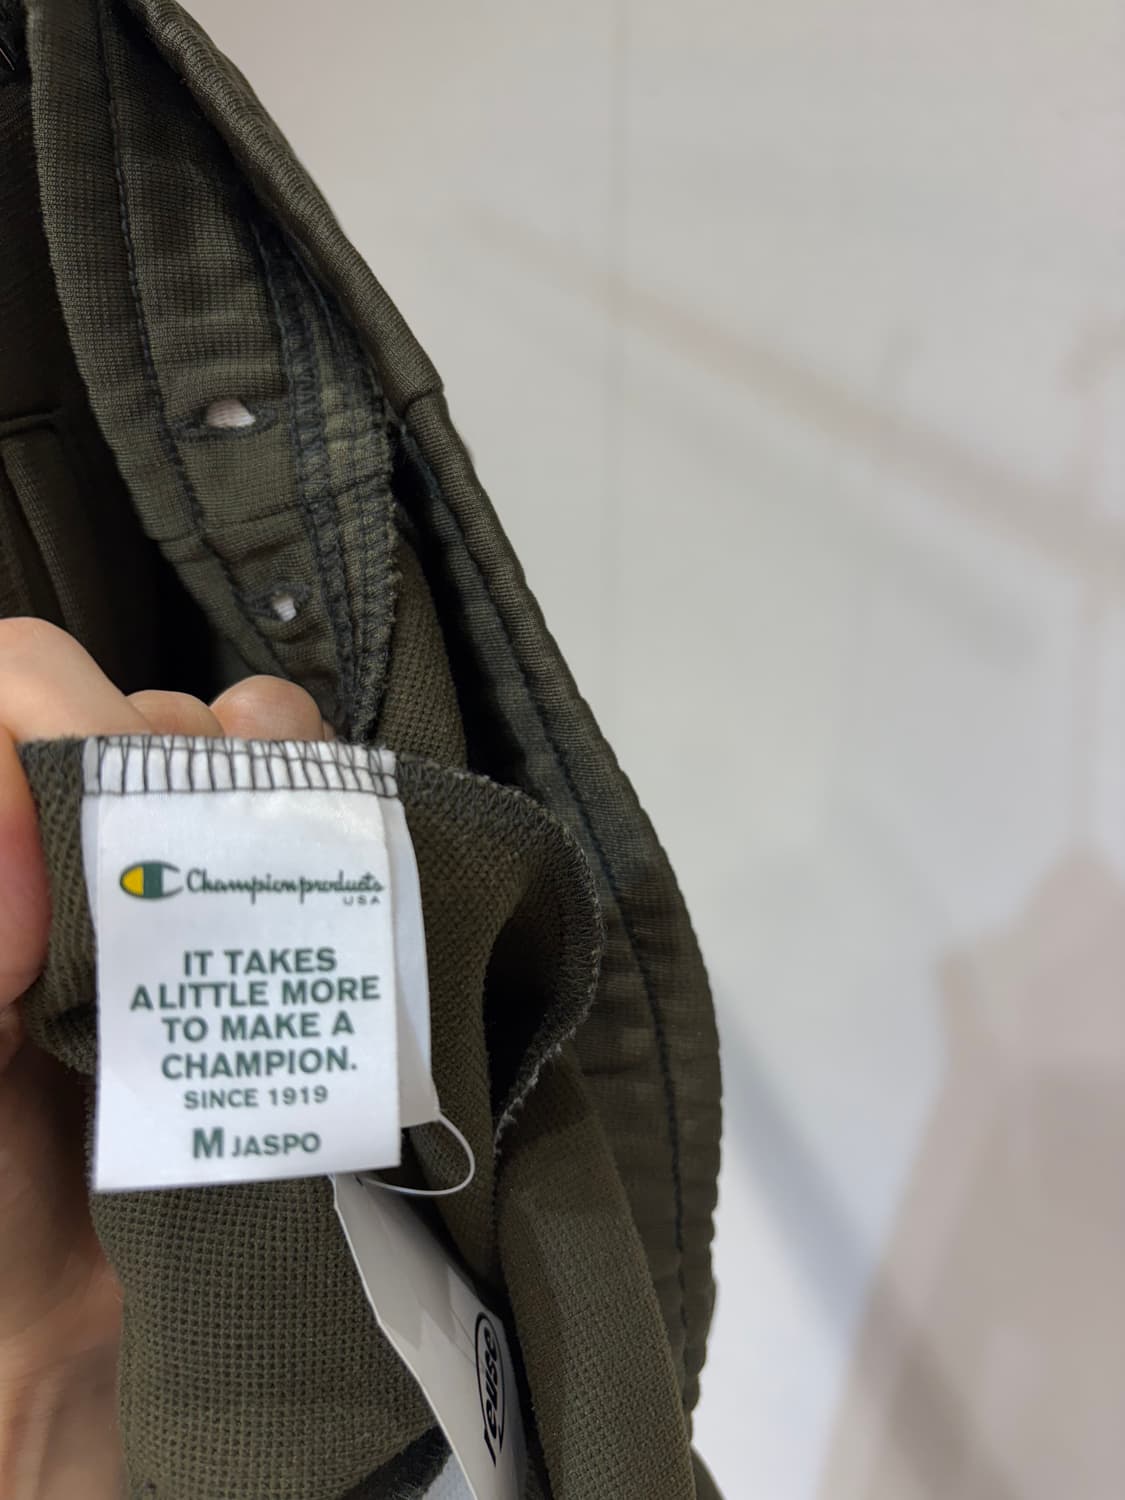 Championproducts
USA
IT TAKES
A LITTLE MORE
TO MAKE A
CHAMPION.
SINCE 1919
M JASPO